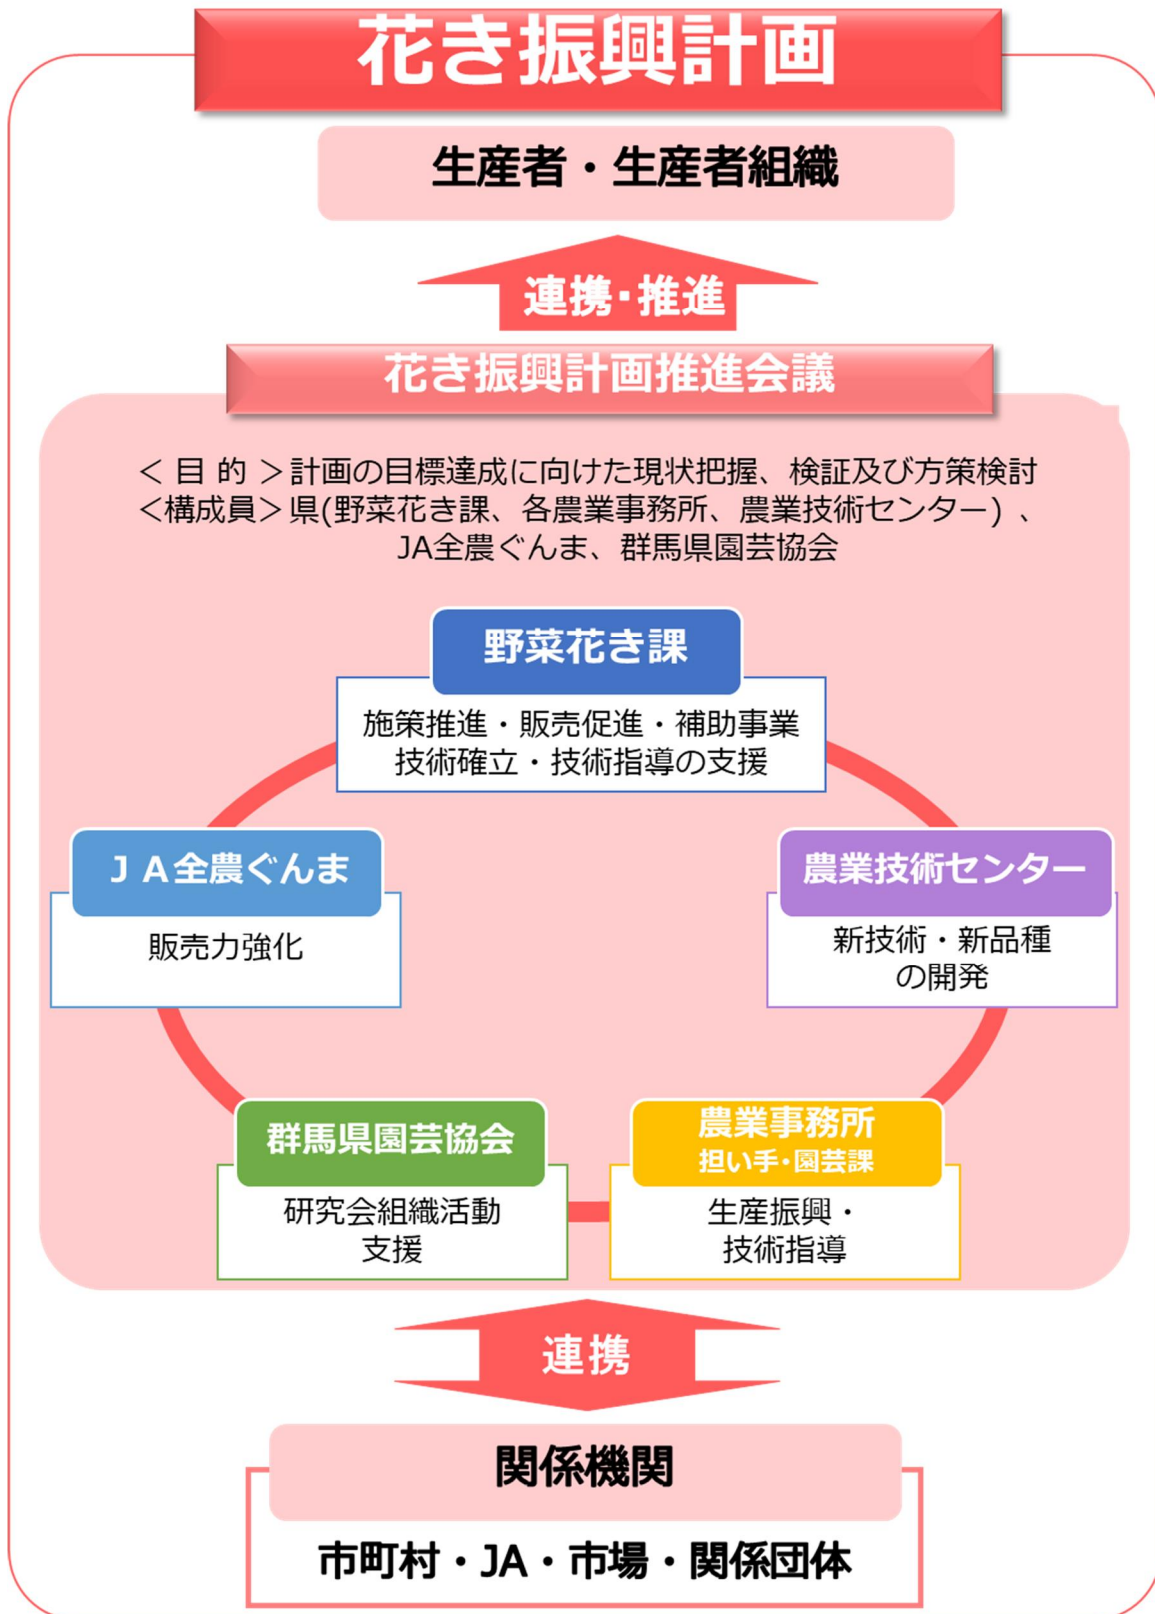 花き振興計画
生産者・生産者組織
連携・推進
花き振興計画推進会議
＜ 目 的 ＞計画の目標達成に向けた現状把握、検証及び方策検討
＜構成員＞県(野菜花き課、各農業事務所、農業技術センター) 、
JA全農ぐんま、群馬県園芸協会
野菜花き課
施策推進・販売促進・補助事業
技術確立・技術指導の支援
ＪＡ全農ぐんま
販売力強化
農業技術センター
新技術・新品種
の開発
群馬県園芸協会
研究会組織活動
支援
農業事務所
担い手・園芸課
生産振興・
技術指導
連携
関係機関
市町村・JA・市場・関係団体